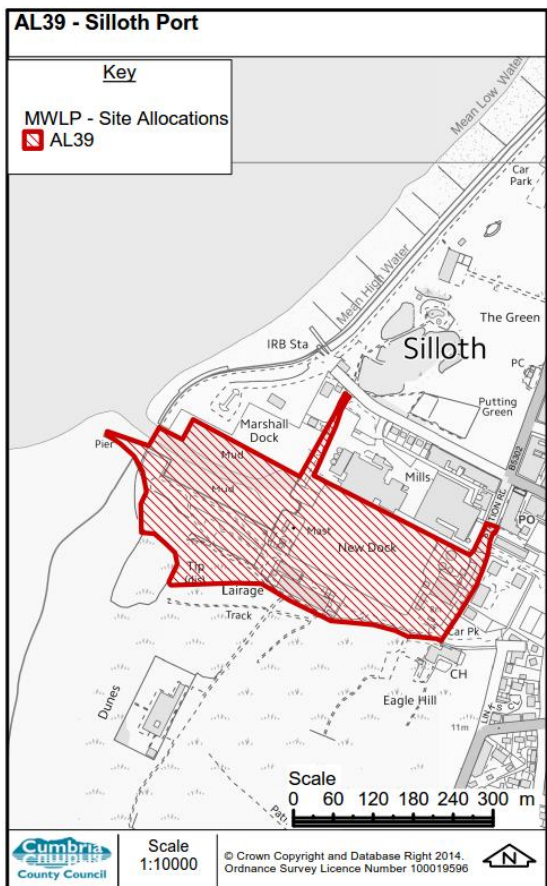 AL39 - Silloth Port
Key
MWLP - Site Allocations
AL39
Mean Low Water
Car
Park
Mean High Water
The Green
IRB Sta
Silloth
PC
Putting
Green
Marshall
Dock
B5302
Pier
Mud
Mud
Mills
PO
Mast
New Dock
Tip
(dis)
Lairage
Track
Car Pk
CH
Eagle Hill
Dunes
11m
Scale
0 60 120 180 240 300 m
Cumbria
County Council
Scale
1:10000
© Crown Copyright and Database Right 2014.
Ordnance Survey Licence Number 100019596
N